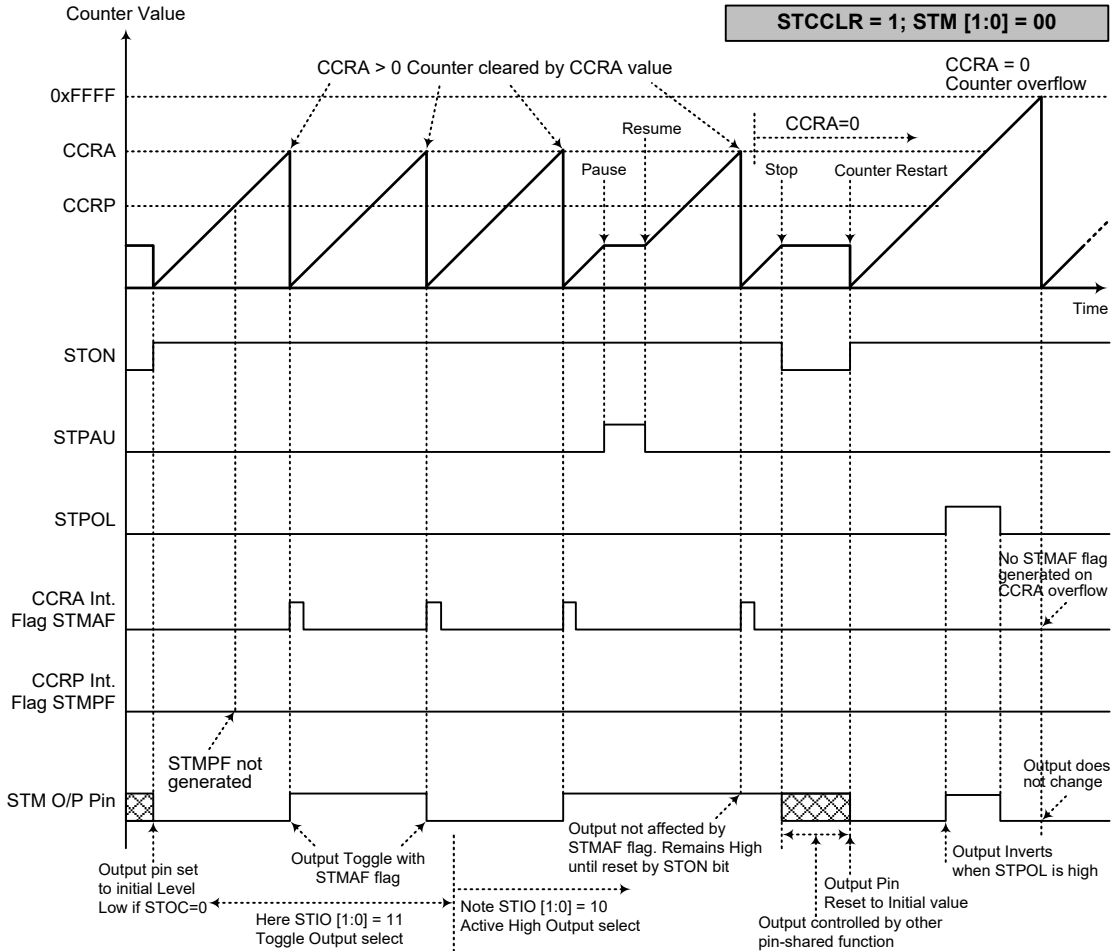 Counter Value
STCCLR = 1; STM [1:0] = 00
CCRA > 0 Counter cleared by CCRA value
CCRA = 0
Counter overflow
0xFFFF
Resume
CCRA=0
CCRA
Pause
Stop
Counter Restart
CCRP
Time
STON
STPAU
STPOL
No STMAF flag
generated on
CCRA overflow
CCRA Int.
Flag STMAF
CCRP Int.
Flag STMPF
STMPF not
generated
Output does
not change
STM O/P Pin
Output pin set
to initial Level
Low if STOC=0
Output Toggle with
STMAF flag
Here STIO [1:0] = 11
Toggle Output select
Note STIO [1:0] = 10
Active High Output select
Output not affected by
STMAF flag. Remains High
until reset by STON bit
Output Pin
Reset to Initial value
Output controlled by other
pin-shared function
Output Inverts
when STPOL is high